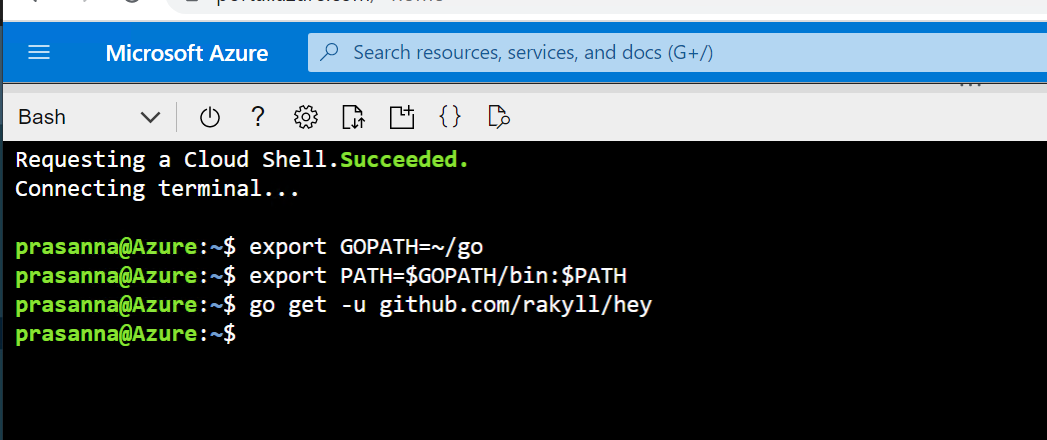 Microsoft Azure
Search resources, services, and docs (G+/)
Bash
Requesting a Cloud Shell.Succeeded.
Connecting terminal...
prasanna@Azure:~$ export GOPATH=~/go
prasanna@Azure:~$ export PATH=$GOPATH/bin:$PATH
prasanna@Azure:~$ go get -u github.com/rakyll/hey
prasanna@Azure:~$